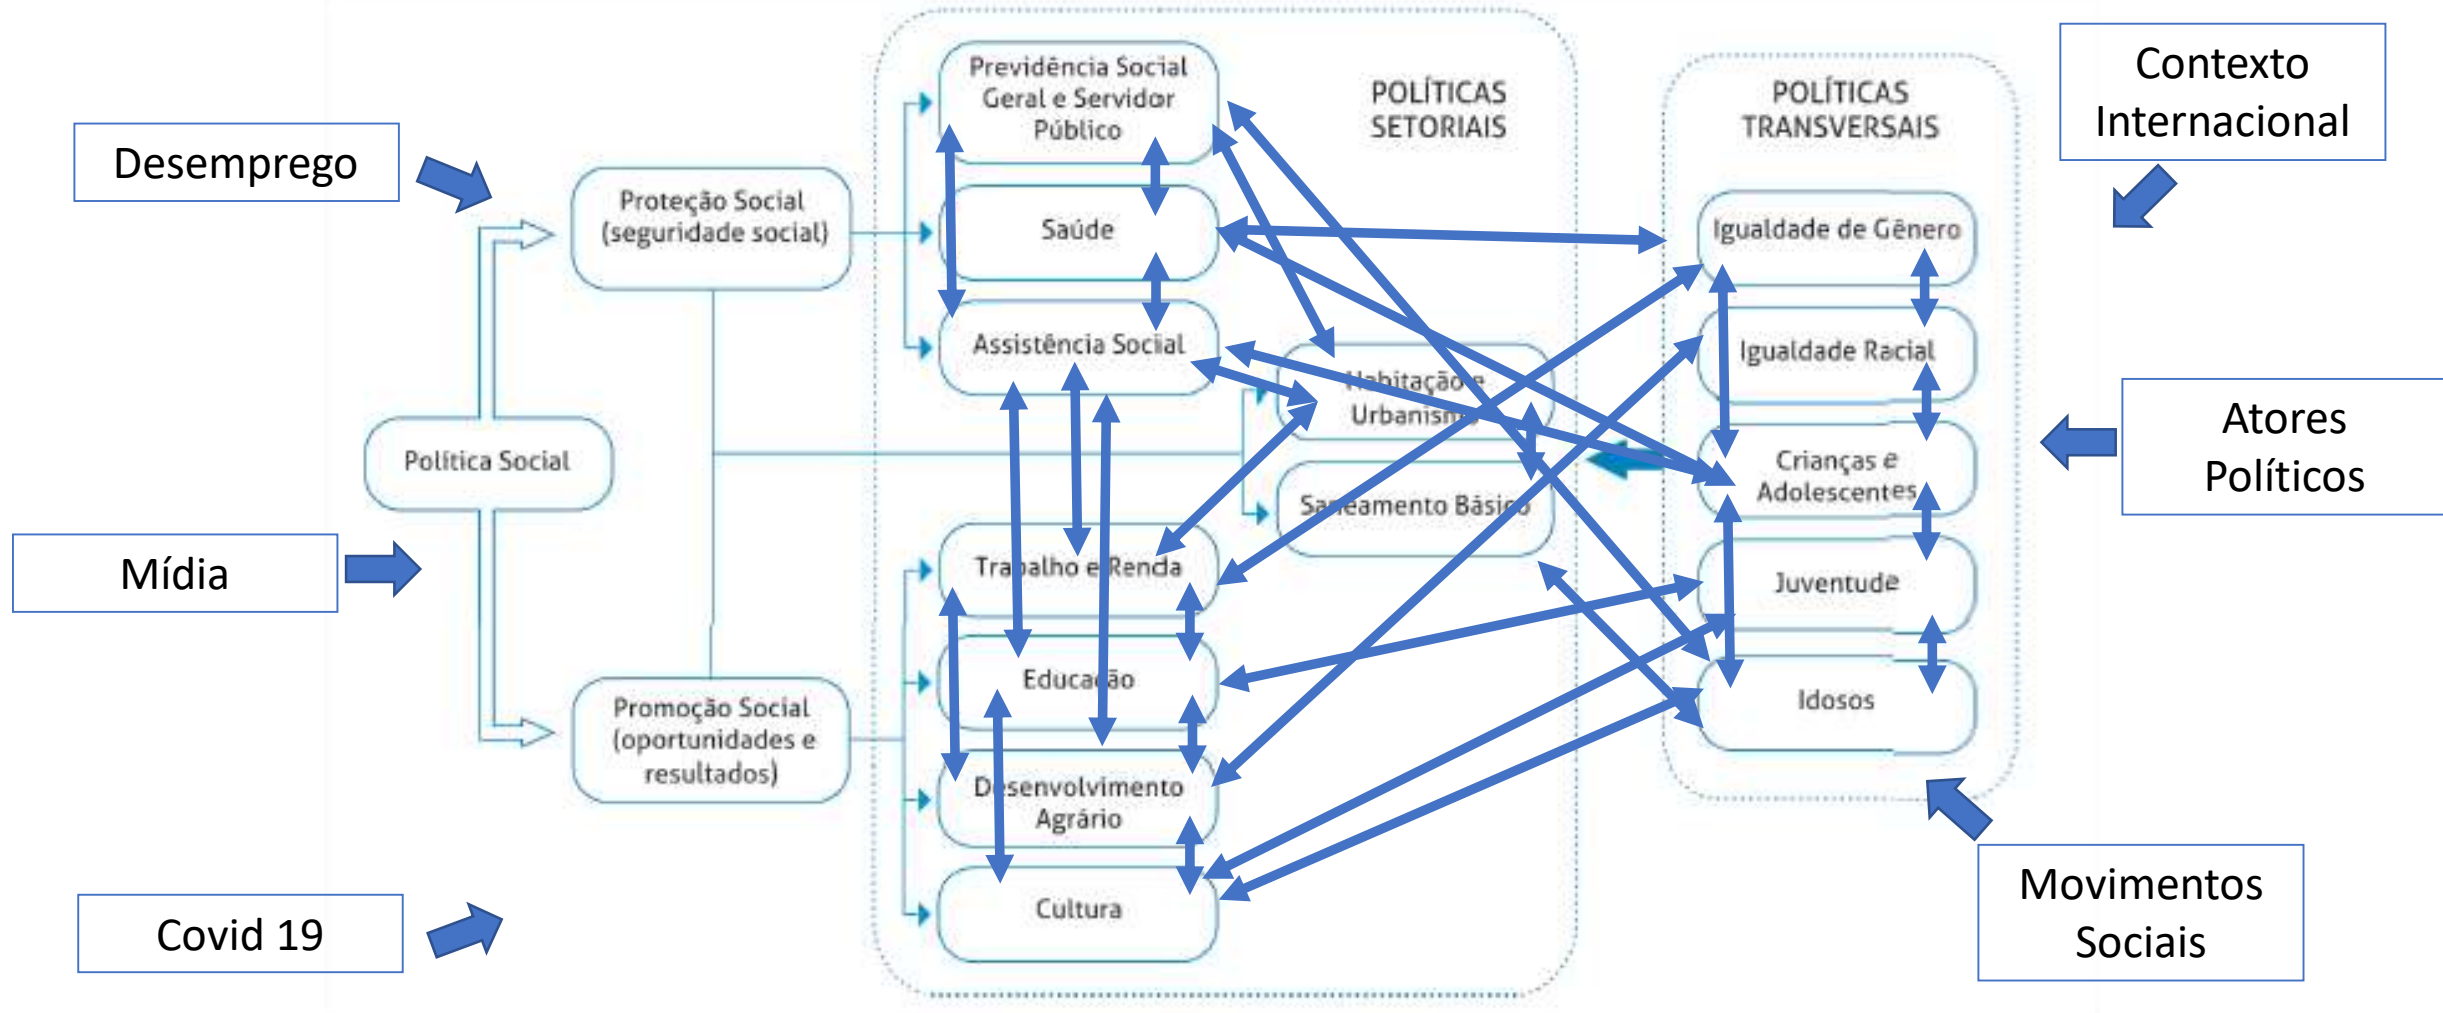 Desemprego
Mídia
Covid 19
Política Social
Proteção Social
(seguridade social)
Promoção Social
(oportunidades e
resultados)
Previdência Social
Geral e Servidor
Público
Saúde
Assistência Social
Trabalho e Renda
Educação
Desenvolvimento
Agrário
Cultura
POLÍTICAS
SETORIAIS
Habitação e
Urbanismo
Saneamento Básico
POLÍTICAS
TRANSVERSAIS
Igualdade de Gênero
Igualdade Racial
Crianças e
Adolescentes
Juventude
Idosos
Contexto
Internacional
Atores
Políticos
Movimentos
Sociais